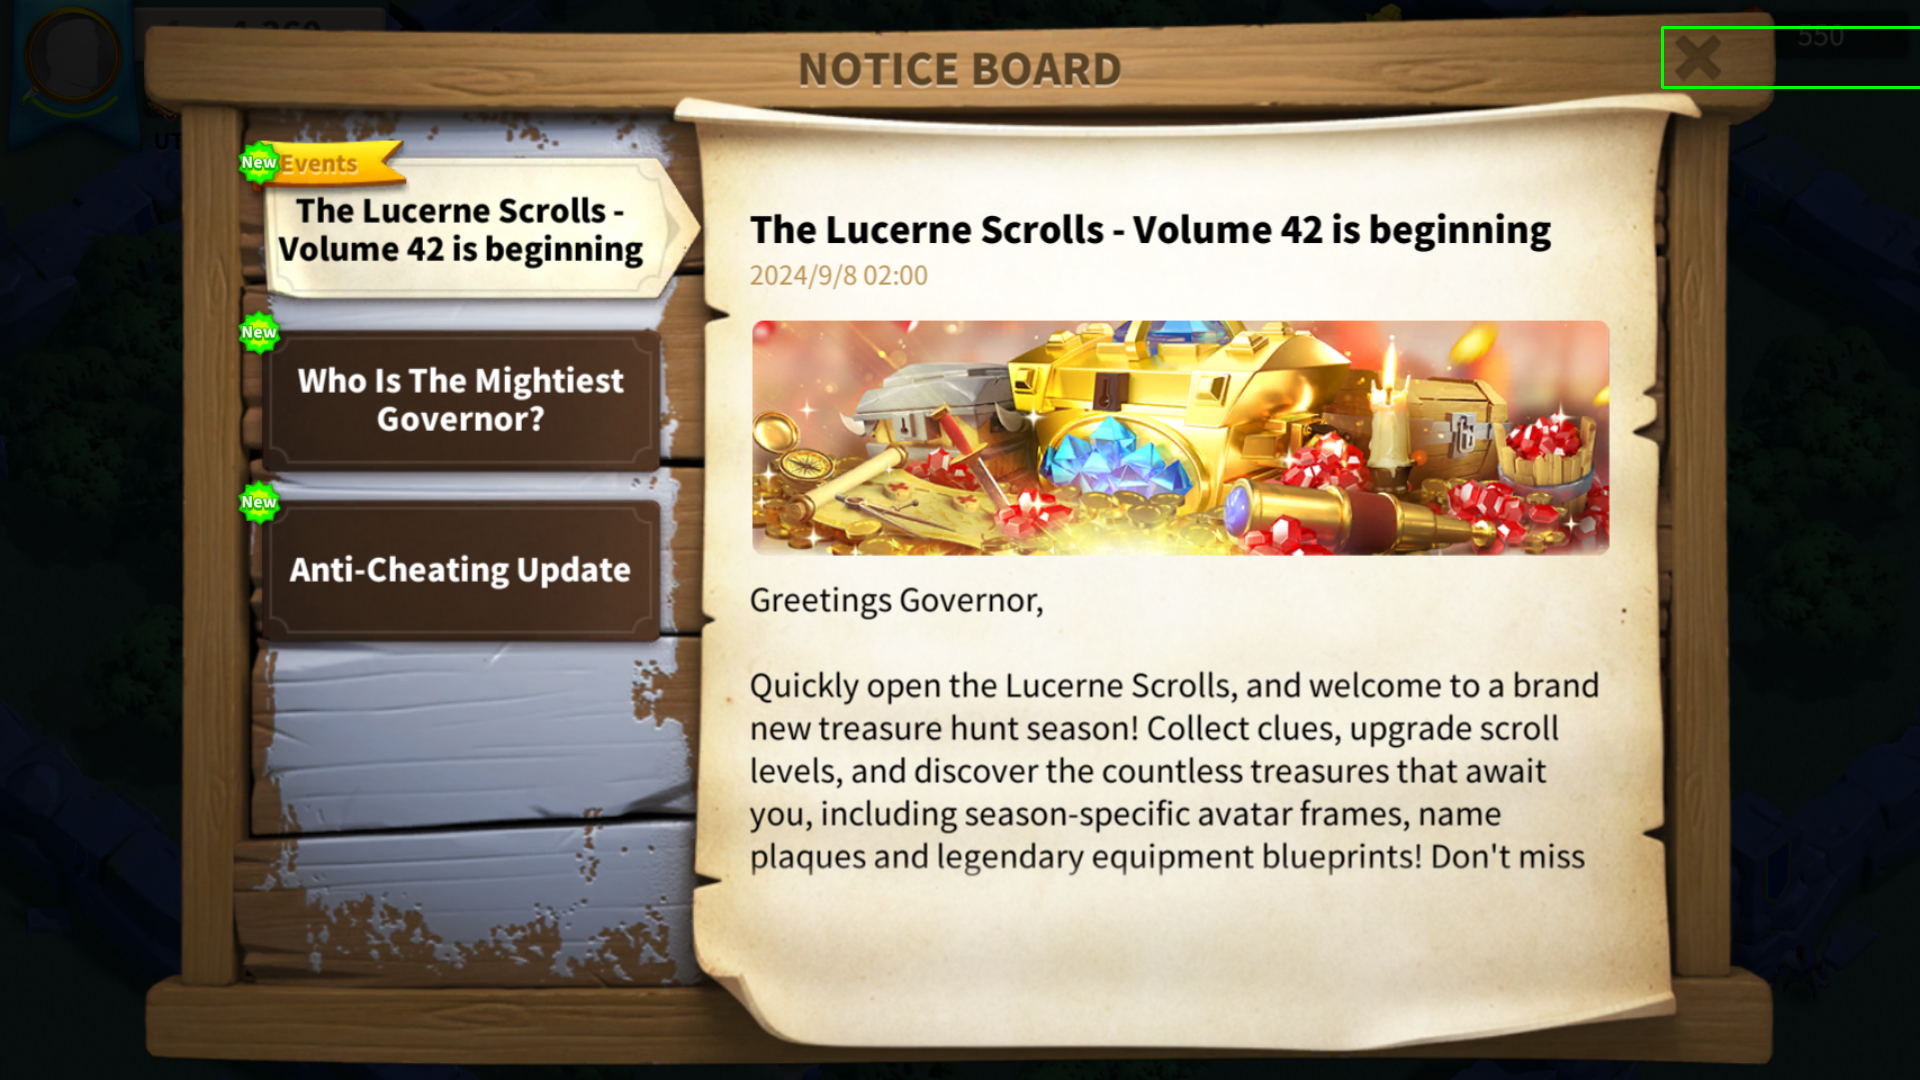 NOTICE BOARD
550
New
Events
The Lucerne Scrolls -
Volume 42 is beginning
New
Who Is The Mightiest
Governor?
New
Anti-Cheating Update
The Lucerne Scrolls - Volume 42 is beginning
2024/9/8 02:00
Greetings Governor,
Quickly open the Lucerne Scrolls, and welcome to a brand
new treasure hunt season! Collect clues, upgrade scroll
levels, and discover the countless treasures that await
you, including season-specific avatar frames, name
plaques and legendary equipment blueprints! Don't miss